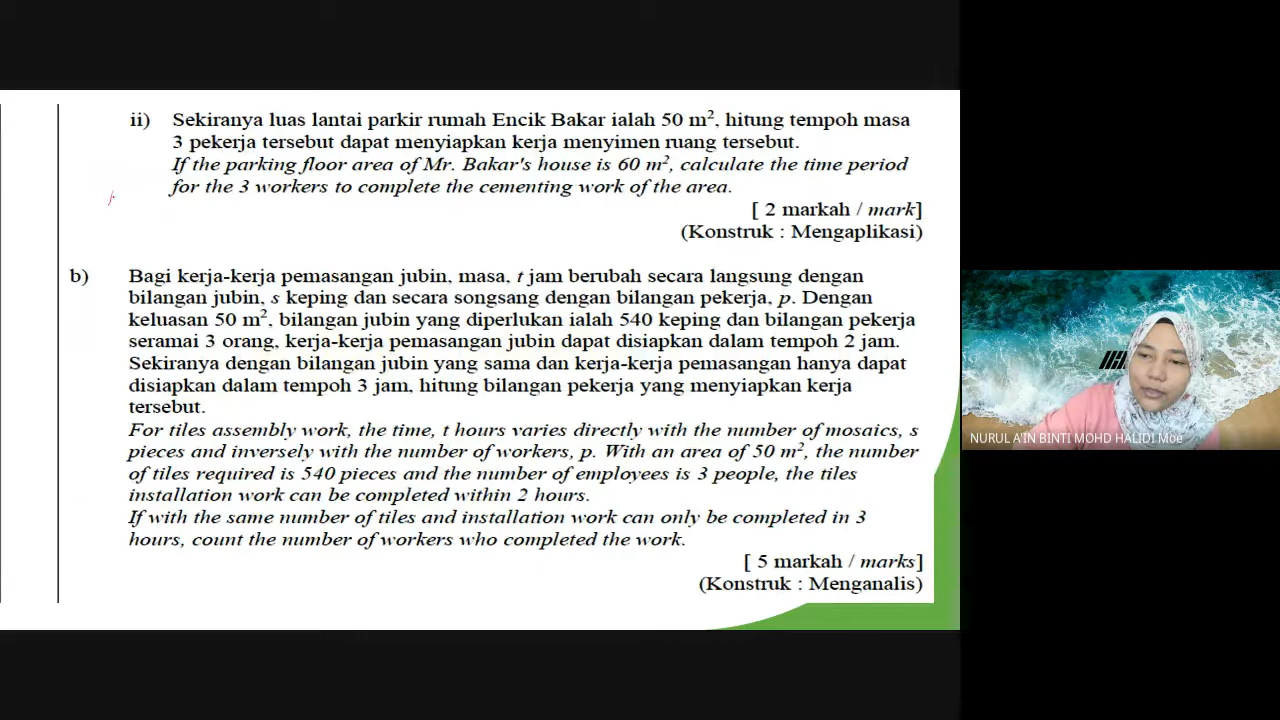 ii) Sekiranya luas lantai parkir rumah Encik Bakar ialah 50 m², hitung tempoh masa
3 pekerja tersebut dapat menyiapkan kerja menyimen ruang tersebut.
If the parking floor area of Mr. Bakar's house is 60 m², calculate the time period
for the 3 workers to complete the cementing work of the area.
[ 2 markah / mark]
(Konstruk : Mengaplikasi)
b) Bagi kerja-kerja pemasangan jubin, masa, t jam berubah secara langsung dengan
bilangan jubin, s keping dan secara songsang dengan bilangan pekerja, p. Dengan
keluasan 50 m², bilangan jubin yang diperlukan ialah 540 keping dan bilangan pekerja
seramai 3 orang, kerja-kerja pemasangan jubin dapat disiapkan dalam tempoh 2 jam.
Sekiranya dengan bilangan jubin yang sama dan kerja-kerja pemasangan hanya dapat
disiapkan dalam tempoh 3 jam, hitung bilangan pekerja yang menyiapkan kerja
tersebut.
For tiles assembly work, the time, t hours varies directly with the number of mosaics, s
pieces and inversely with the number of workers, p. With an area of 50 m², the number
of tiles required is 540 pieces and the number of employees is 3 people, the tiles
installation work can be completed within 2 hours.
If with the same number of tiles and installation work can only be completed in 3
hours, count the number of workers who completed the work.
[ 5 markah / marks]
(Konstruk : Menganalis)
NURUL A'IN BINTI MOHD HALIDI Moe